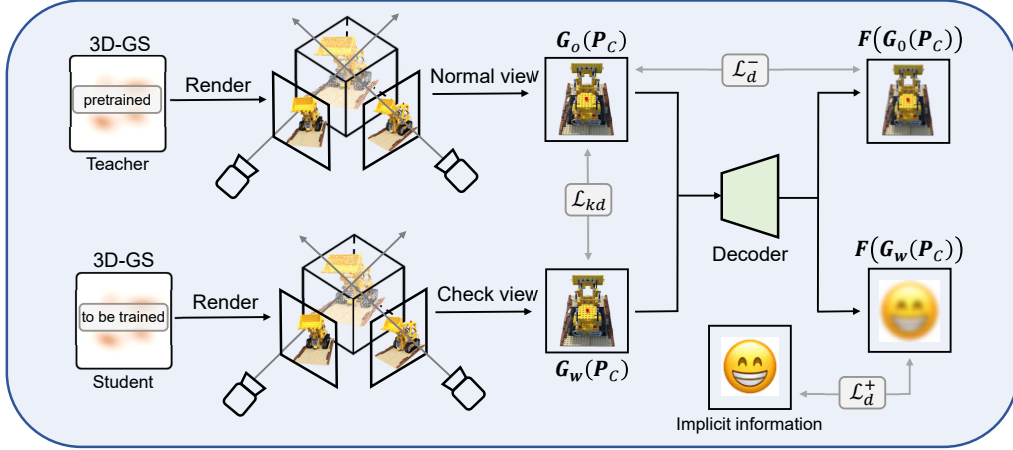 3D-GS
pretrained
Teacher
Render
Normal view
G_o(P_C)
ℒ_d^-
F(G_0(P_C))
ℒ_kd
Decoder
3D-GS
to be trained
Student
Render
Check view
G_w(P_C)
F(G_w(P_C))
Implicit information
ℒ_d^+